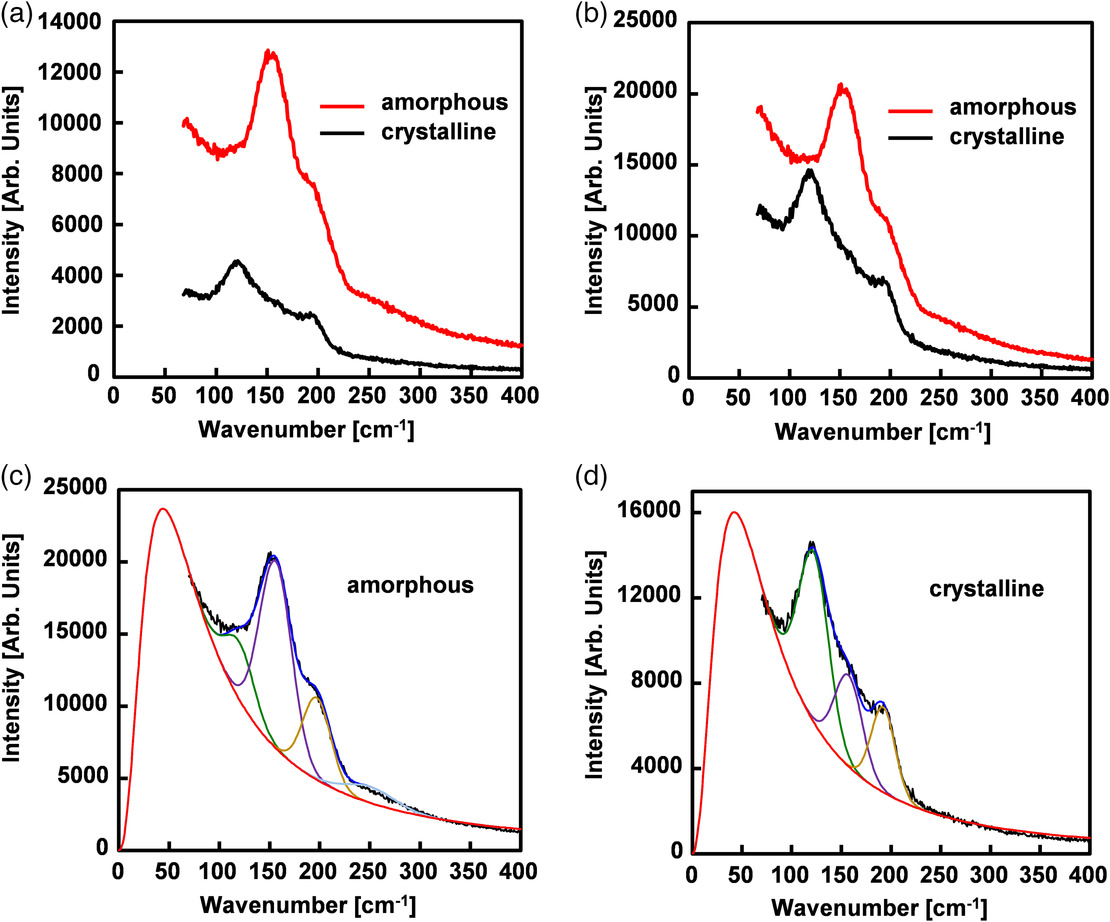 (a)
14000
12000
10000
8000
6000
4000
2000
0
Intensity [Arb. Units]
amorphous
crystalline
0 50 100 150 200 250 300 350 400
Wavenumber [cm-1]
(b)
25000
20000
15000
10000
5000
0
Intensity [Arb. Units]
amorphous
crystalline
0 50 100 150 200 250 300 350 400
Wavenumber [cm-1]
(c)
25000
20000
15000
10000
5000
0
Intensity [Arb. Units]
amorphous
0 50 100 150 200 250 300 350 400
Wavenumber [cm-1]
(d)
16000
12000
8000
4000
0
Intensity [Arb. Units]
crystalline
0 50 100 150 200 250 300 350 400
Wavenumber [cm-1]